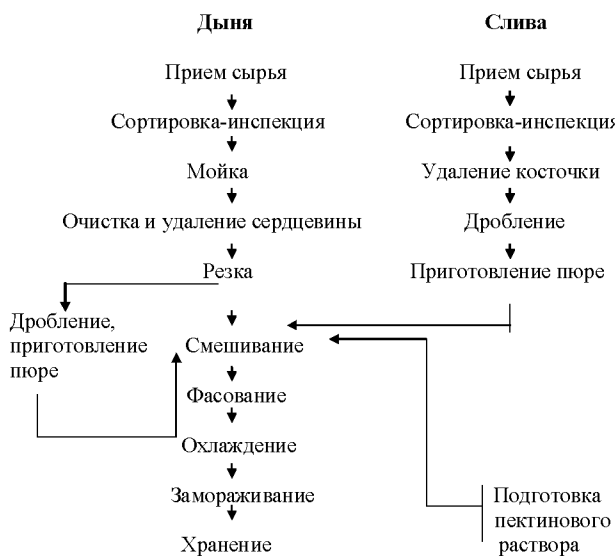 Дыня
Прием сырья
Сортировка-инспекция
Мойка
Очистка и удаление сердцевины
Резка
Дробление,
приготовление
пюре
Смешивание
Фасование
Охлаждение
Замораживание
Хранение
Слива
Прием сырья
Сортировка-инспекция
Удаление косточки
Дробление
Приготовление пюре
Подготовка
пектинового
раствора